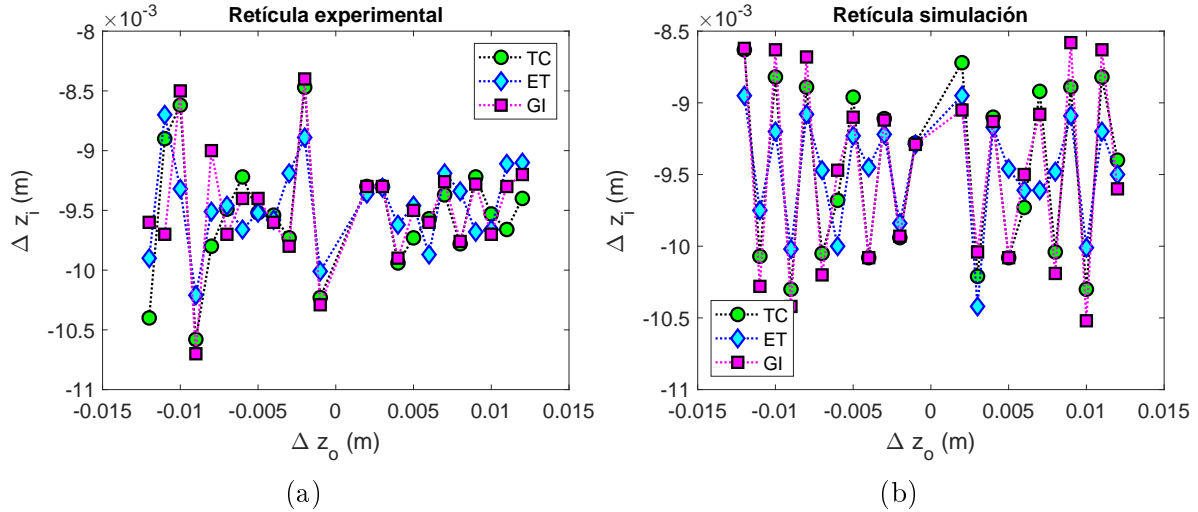 Retícula experimental
×10⁻³
-8
-8.5
-9
-9.5
-10
-10.5
-11
Δ z_i (m)
TC
ET
GI
-0.015 -0.01 -0.005 0 0.005 0.01 0.015
Δ z_o (m)
(a)
Retícula simulación
×10⁻³
-8.5
-9
-9.5
-10
-10.5
-11
Δ z_i (m)
TC
ET
GI
-0.015 -0.01 -0.005 0 0.005 0.01 0.015
Δ z_o (m)
(b)